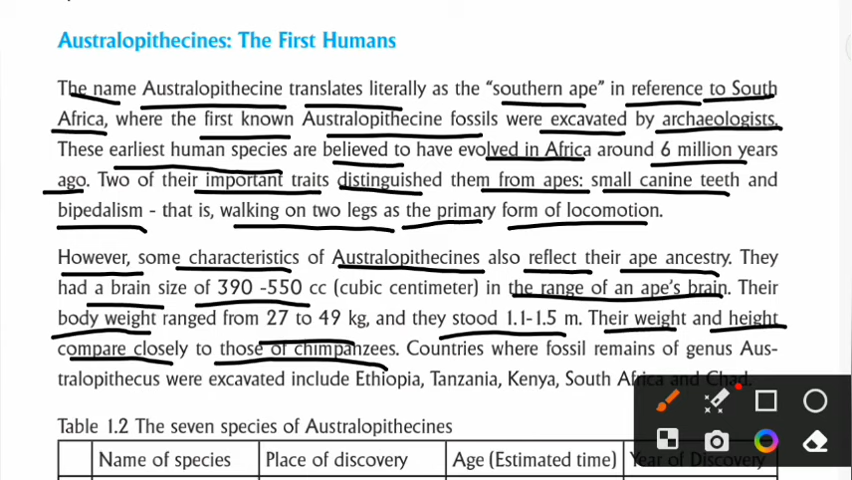 Australopithecines: The First Humans
The name Australopithecine translates literally as the “southern ape” in reference to South
Africa, where the first known Australopithecine fossils were excavated by archaeologists.
These earliest human species are believed to have evolved in Africa around 6 million years
ago. Two of their important traits distinguished them from apes: small canine teeth and
bipedalism - that is, walking on two legs as the primary form of locomotion.
However, some characteristics of Australopithecines also reflect their ape ancestry. They
had a brain size of 390 -550 cc (cubic centimeter) in the range of an ape’s brain. Their
body weight ranged from 27 to 49 kg, and they stood 1.1-1.5 m. Their weight and height
compare closely to those of chimpanzees. Countries where fossil remains of genus Aus-
tralopithecus were excavated include Ethiopia, Tanzania, Kenya, South Africa and Chad.
Table 1.2 The seven species of Australopithecines
Name of species Place of discovery Age (Estimated time) Year of Discovery